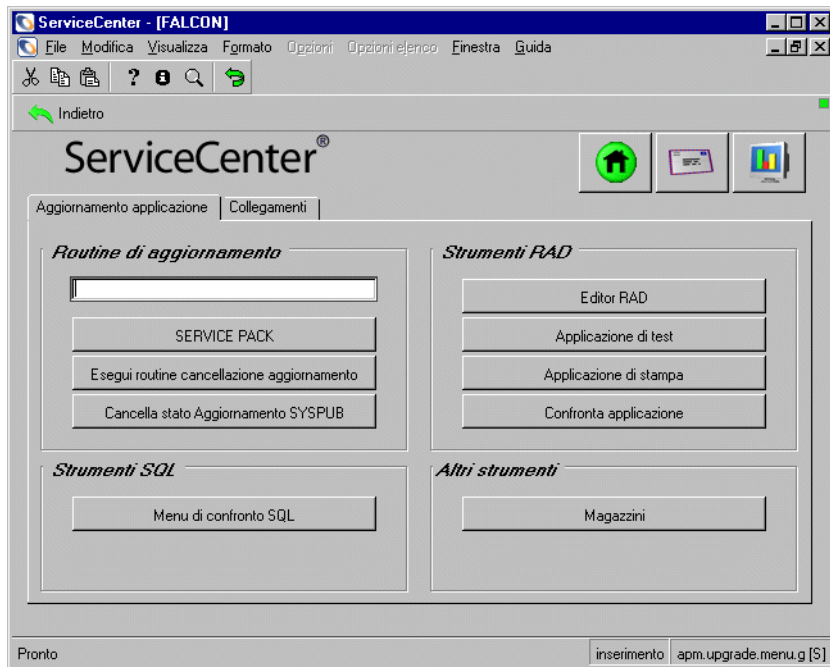 ServiceCenter - [FALCON]
File Modifica Visualizza Formato Opzioni Opzioni elenco Finestra Guida
Indietro
ServiceCenter®
Aggiornamento applicazione Collegamenti
Routine di aggiornamento
SERVICE PACK
Esegui routine cancellazione aggiornamento
Cancella stato Aggiornamento SYSPUB
Strumenti RAD
Editor RAD
Applicazione di test
Applicazione di stampa
Confronta applicazione
Strumenti SQL
Menu di confronto SQL
Altri strumenti
Magazzini
Pronto inserimento apm.upgrade.menu.g [S]